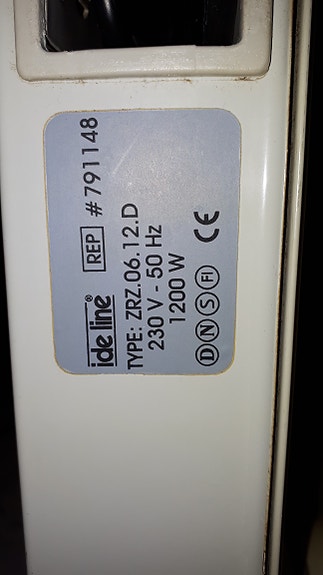 ide line® REP # 791148
TYPE: ZRZ.06.12.D
230 V - 50 Hz
1200 W
D N S FI CE